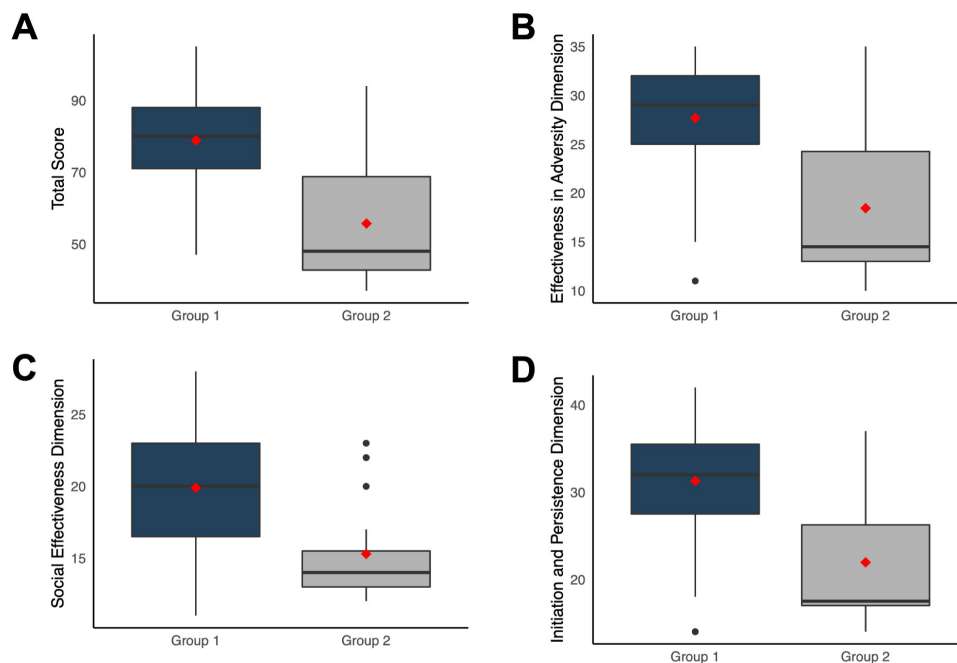 A
Total Score
90
70
50
Group 1
Group 2
B
Effectiveness in Adversity Dimension
35
30
25
20
15
10
Group 1
Group 2
C
Social Effectiveness Dimension
25
20
15
Group 1
Group 2
D
Initiation and Persistence Dimension
40
30
20
Group 1
Group 2